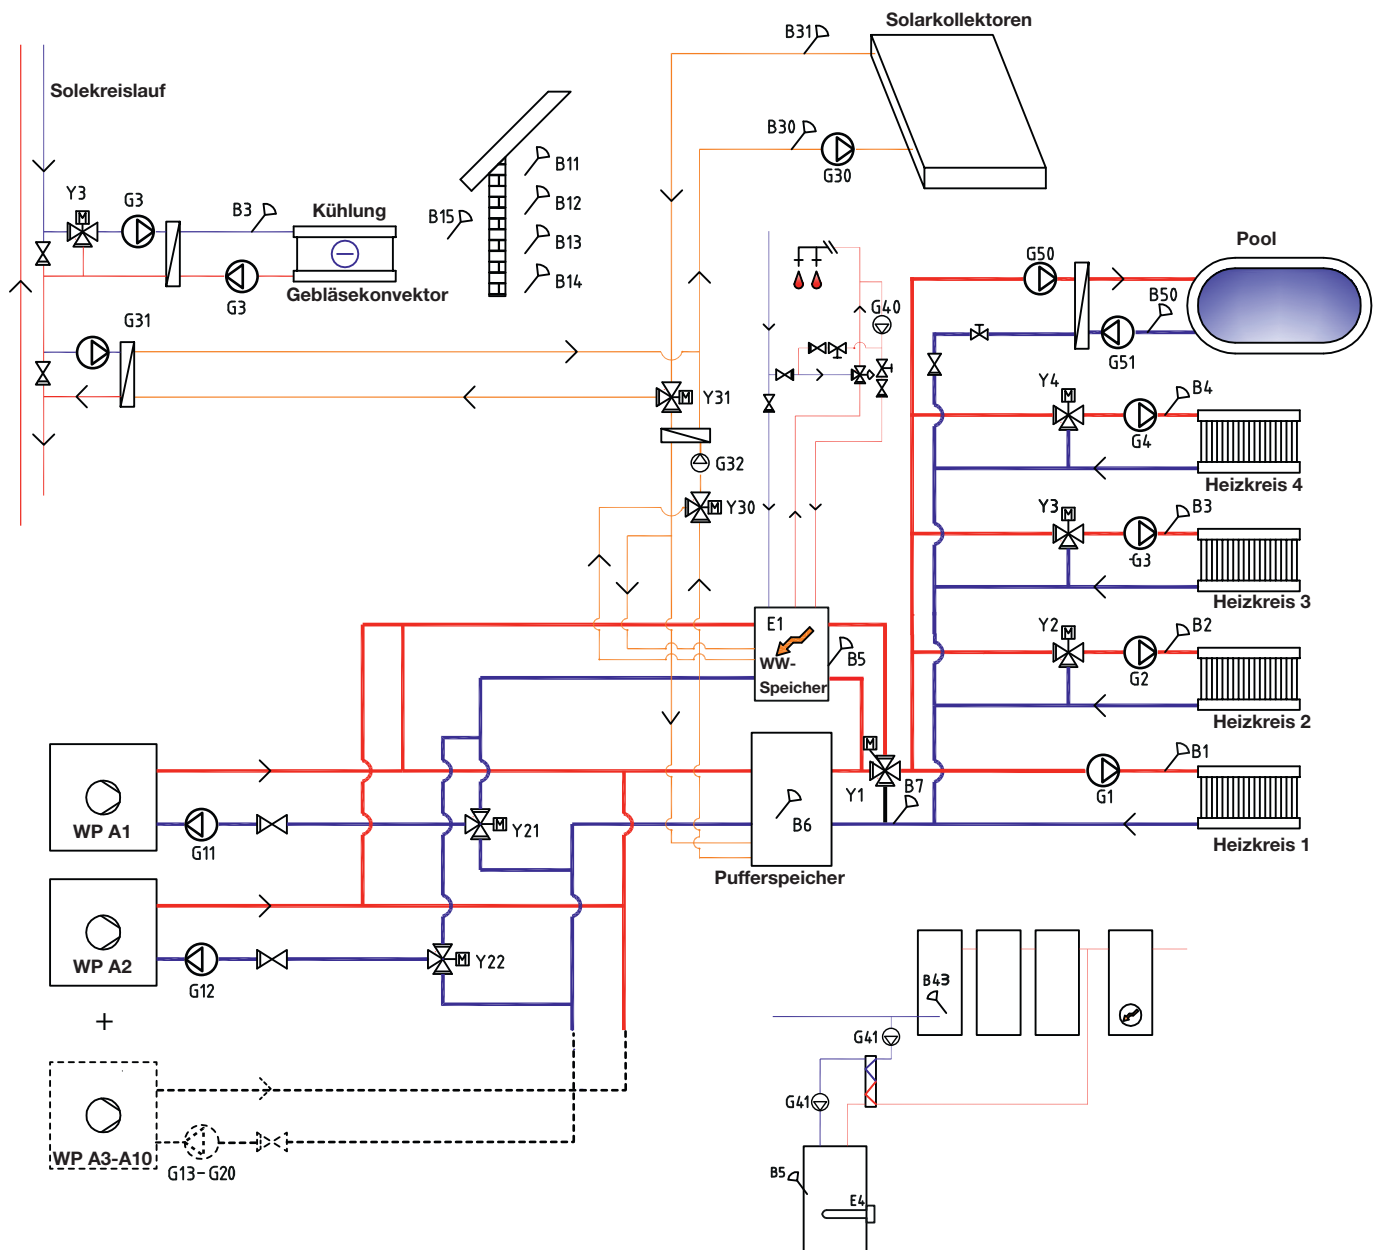 Solarkollektoren
B31
Solekreislauf
B30
G30
B11
B12
B13
B14
B15
Y3
G3
B3
Kühlung
G3
Gebläsekonvektor
G31
Pool
G50
B50
G51
G40
Y31
Y4
B4
G4
Heizkreis 4
G32
Y30
Y3
B3
-G3
Heizkreis 3
E1
WW-
Speicher
B5
Y2
B2
G2
Heizkreis 2
WP A1
G11
Y21
B6
Pufferspeicher
M
Y1
B7
G1
B1
Heizkreis 1
WP A2
G12
Y22
+
WP A3-A10
G13-G20
B43
G41
G41
B5
E4